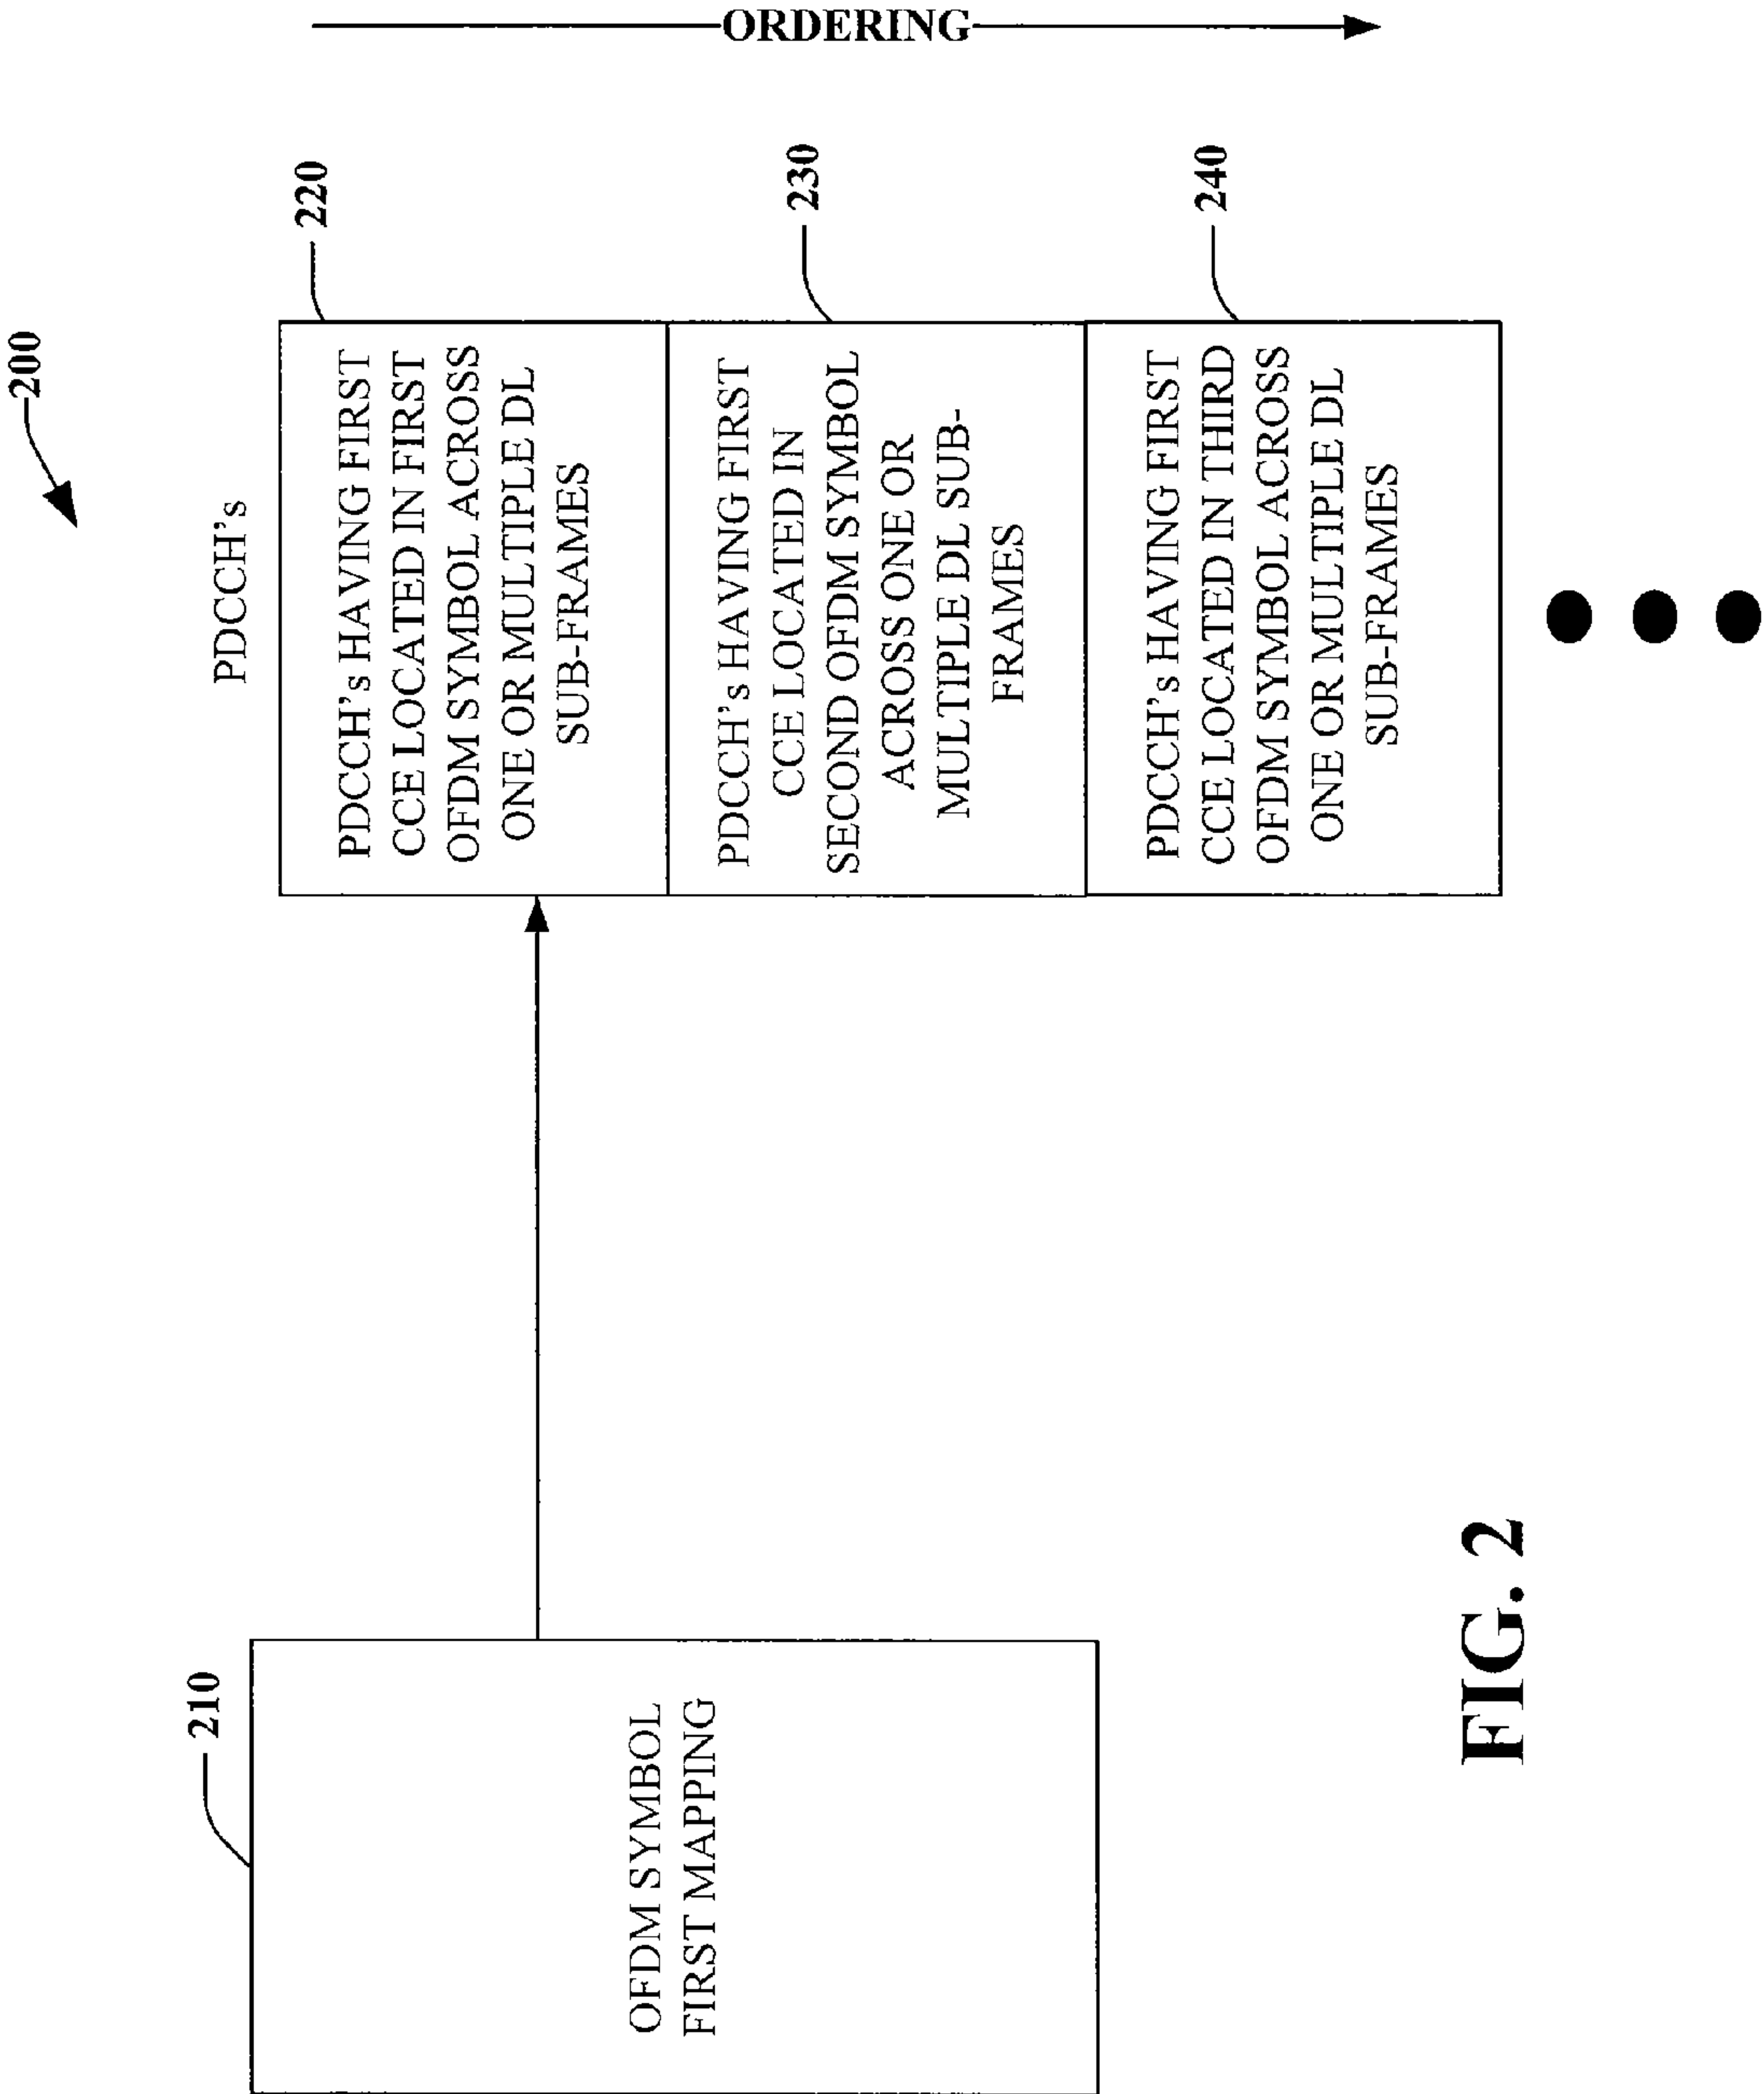 200
PDCCH's
210
OFDM SYMBOL
FIRST MAPPING
PDCCH's HAVING FIRST
CCE LOCATED IN FIRST
OFDM SYMBOL ACROSS
ONE OR MULTIPLE DL
SUB-FRAMES
220
PDCCH's HAVING FIRST
CCE LOCATED IN
SECOND OFDM SYMBOL
ACROSS ONE OR
MULTIPLE DL SUB-
FRAMES
230
PDCCH's HAVING FIRST
CCE LOCATED IN THIRD
OFDM SYMBOL ACROSS
ONE OR MULTIPLE DL
SUB-FRAMES
240
ORDERING
FIG. 2